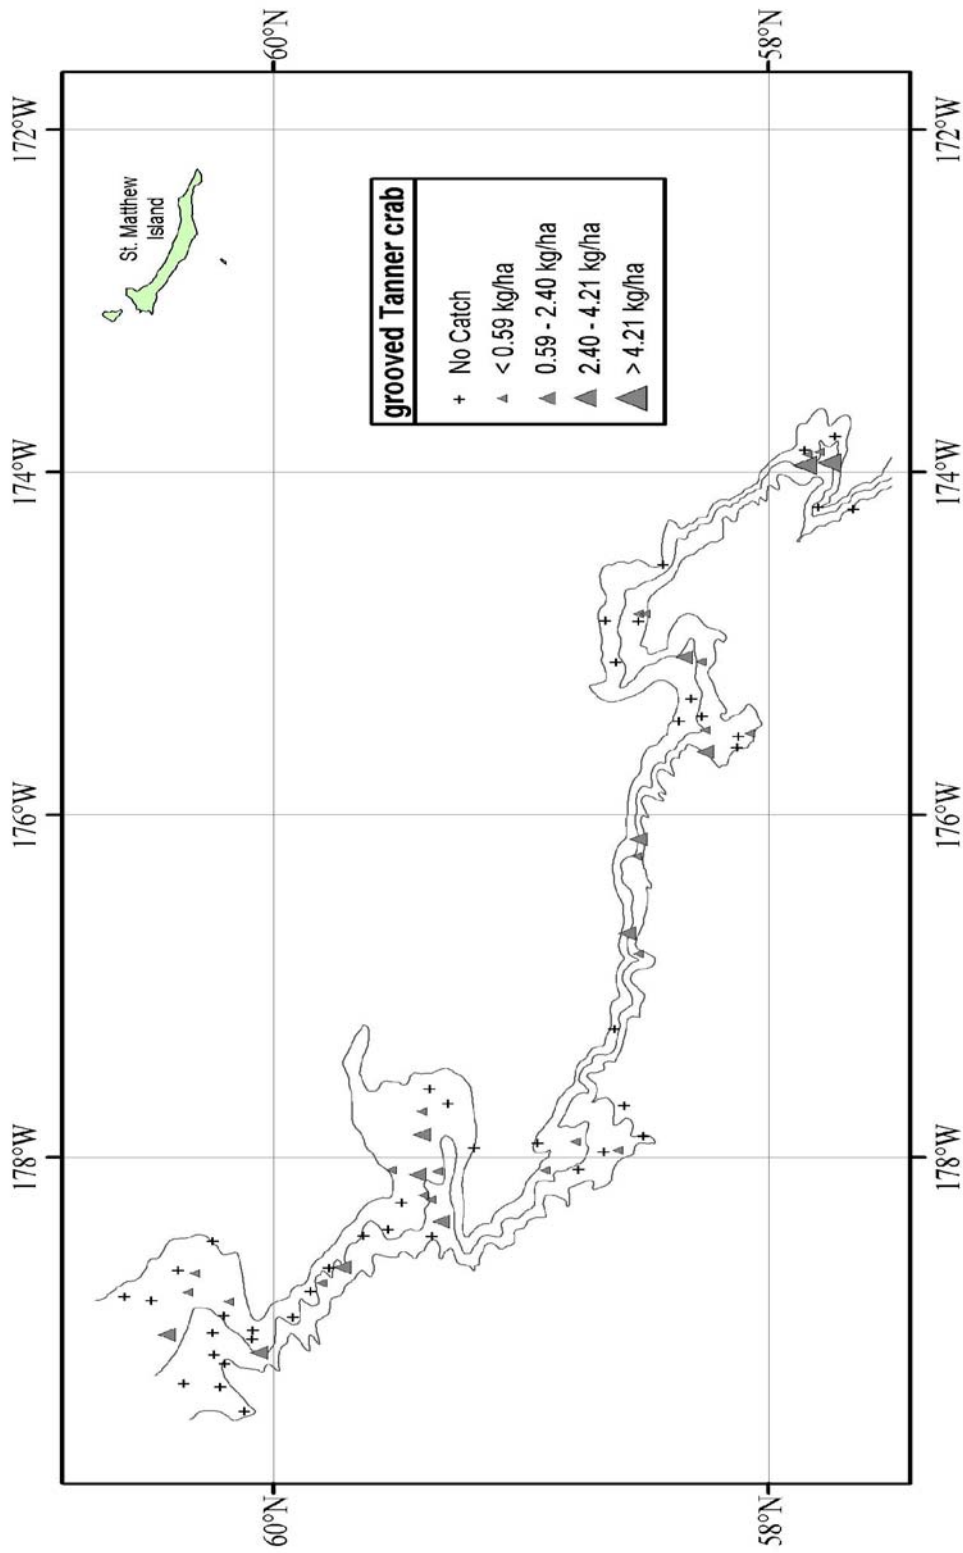 178°W
176°W
174°W
172°W
60°N
60°N
St. Matthew
Island
grooved Tanner crab
No Catch
< 0.59 kg/ha
0.59 - 2.40 kg/ha
2.40 - 4.21 kg/ha
> 4.21 kg/ha
58°N
58°N
178°W
176°W
174°W
172°W